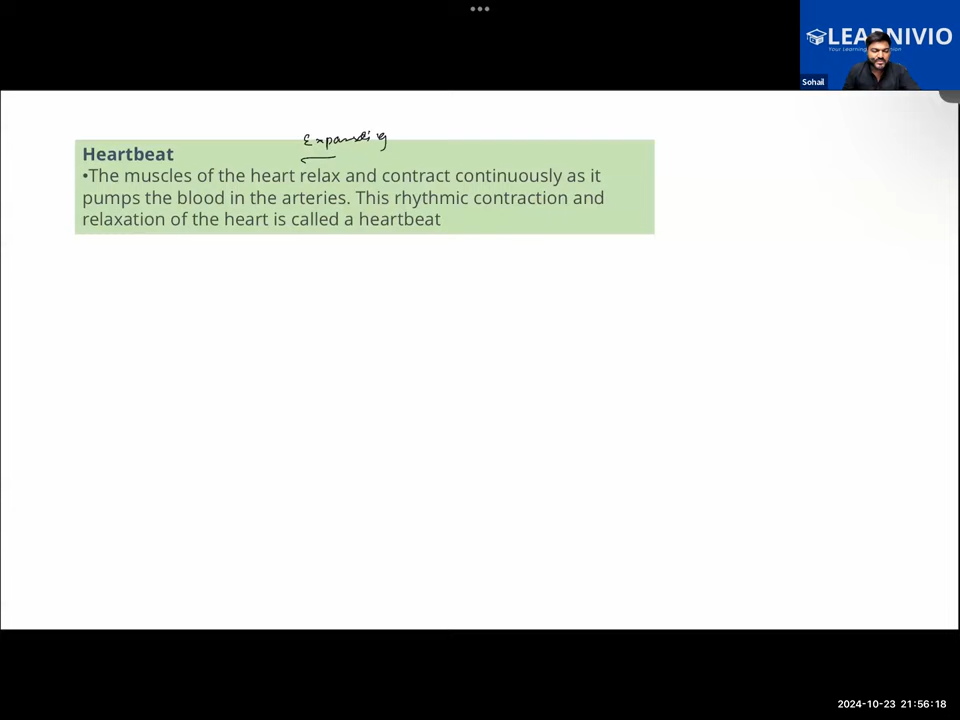 LEARNIVIO
Your Learning
Sohail
Expanding
Heartbeat
•The muscles of the heart relax and contract continuously as it
pumps the blood in the arteries. This rhythmic contraction and
relaxation of the heart is called a heartbeat
2024-10-23 21:56:18